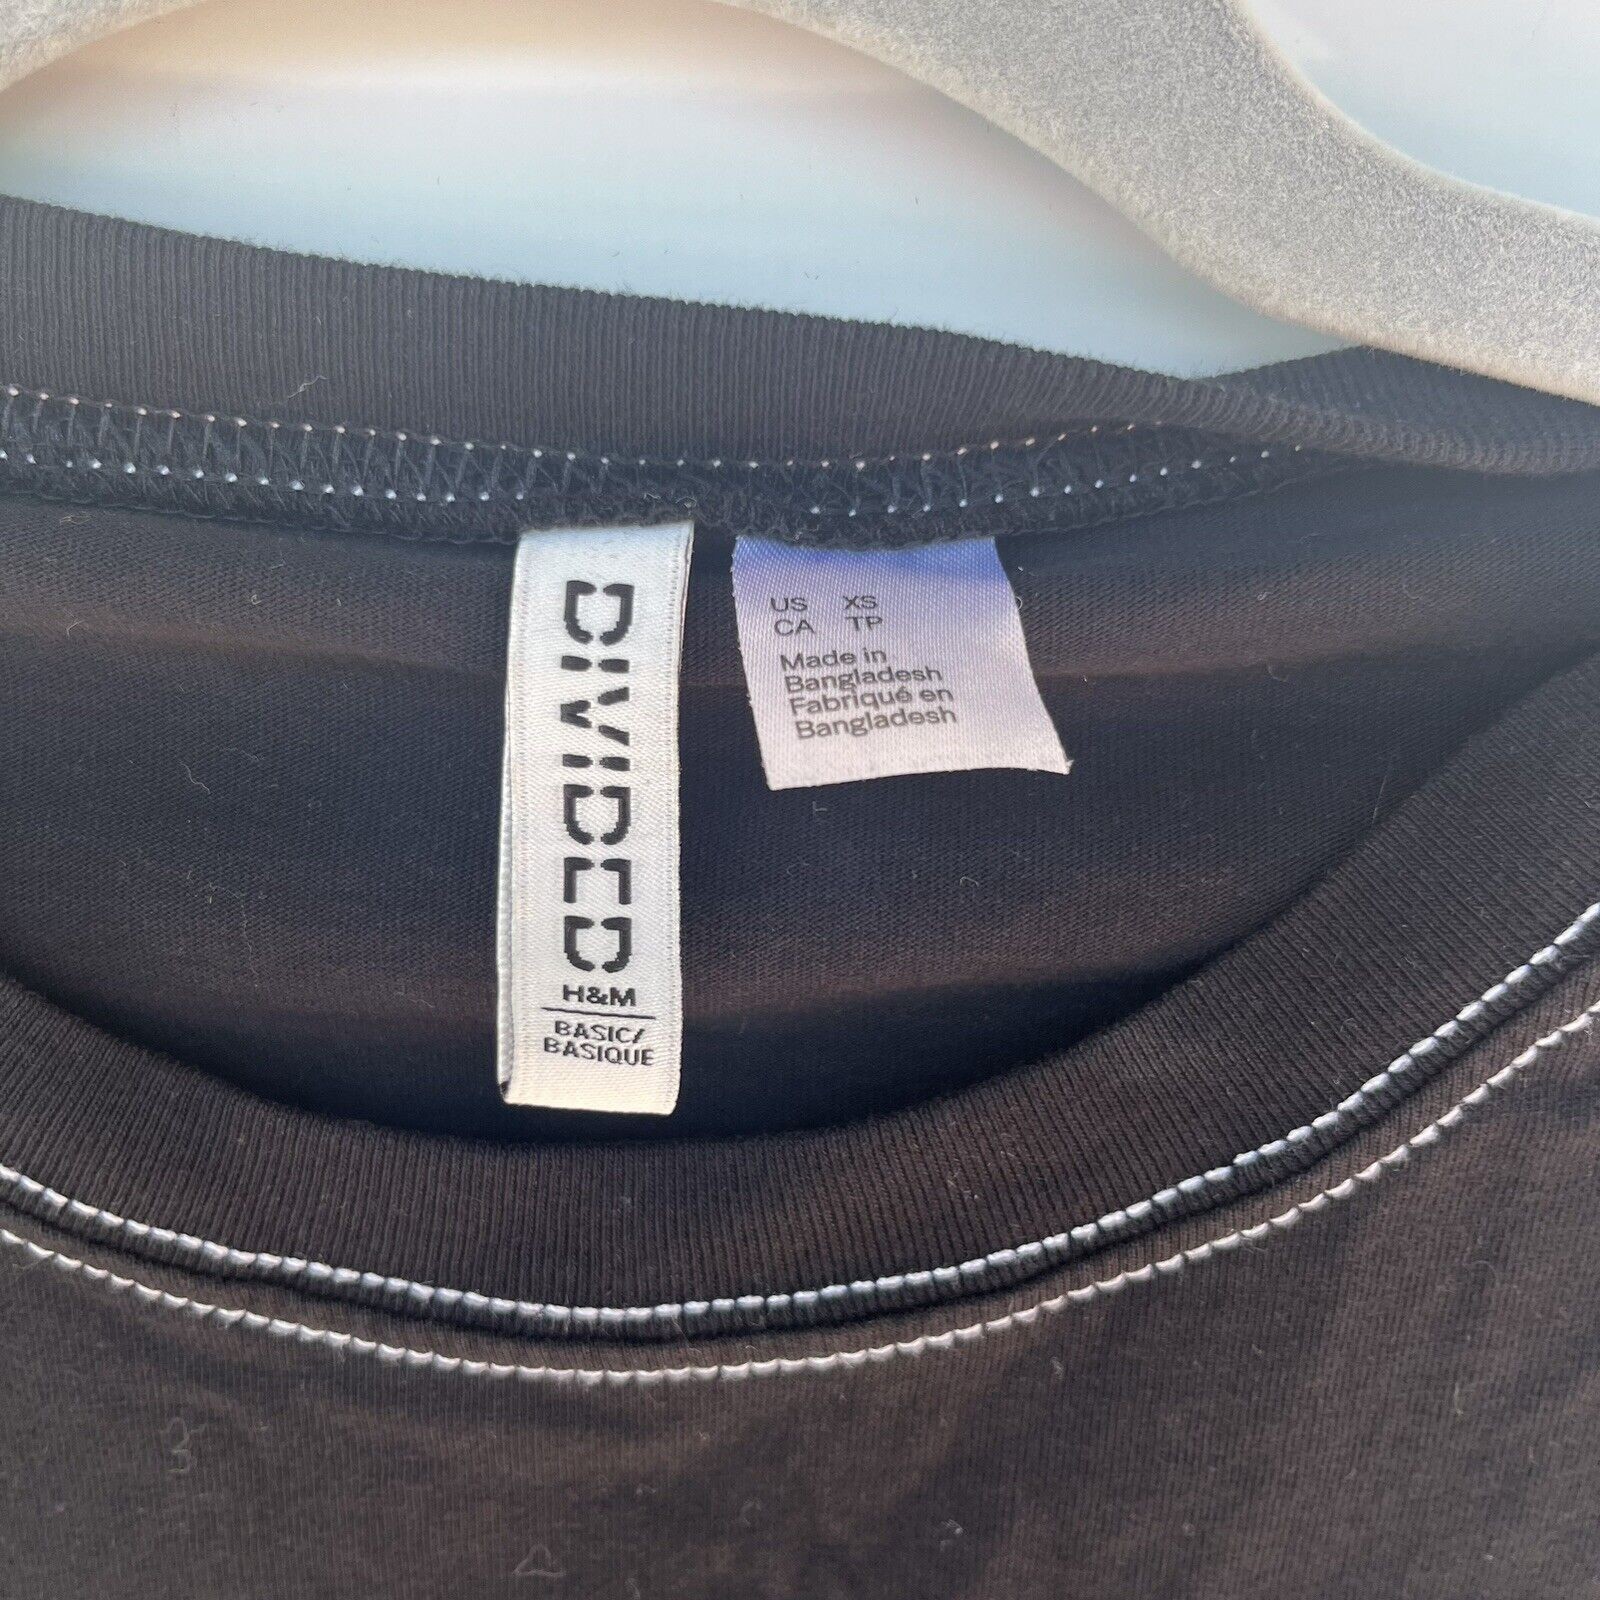 DIVIDED
H&M
BASIC/
BASIQUE
US XS
CA TP
Made in
Bangladesh
Fabriqué en
Bangladesh